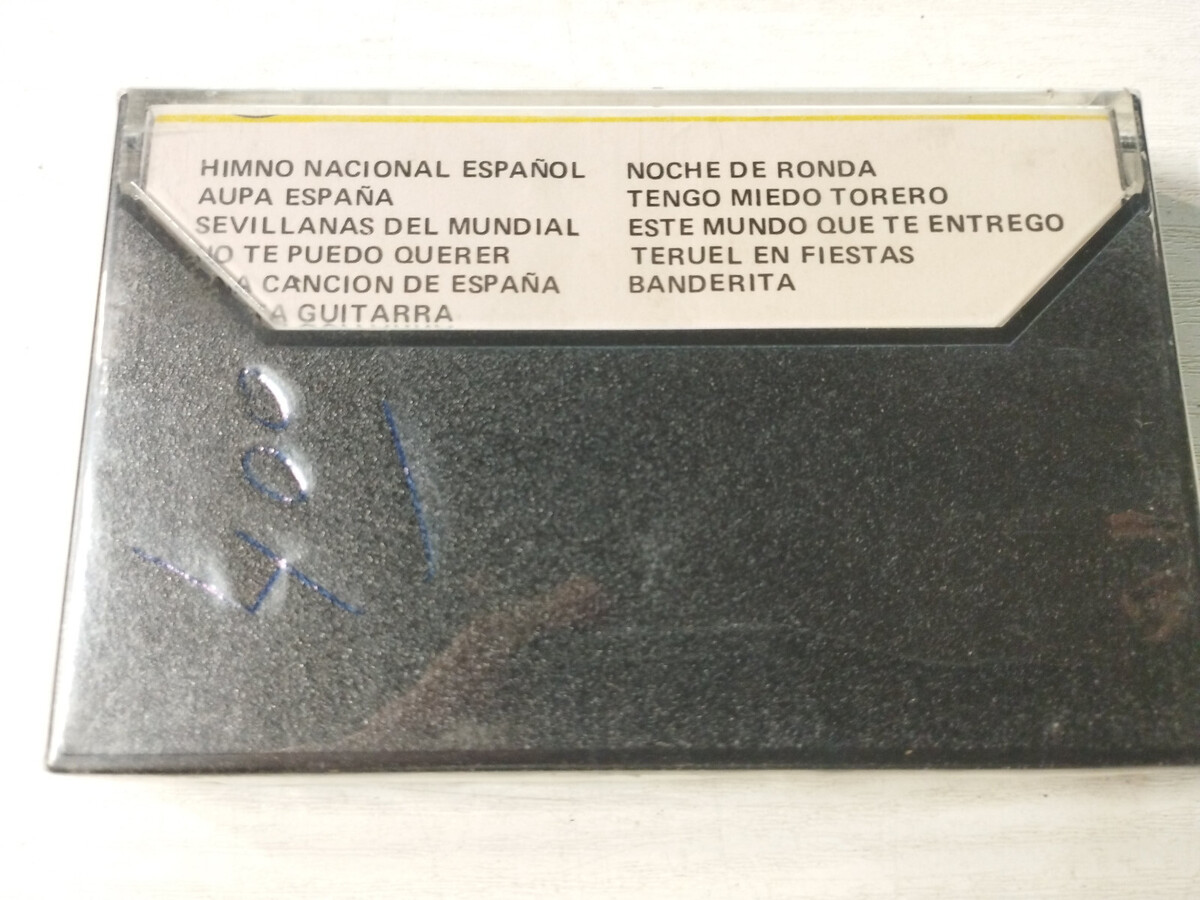 HIMNO NACIONAL ESPAÑOL
AUPA ESPAÑA
SEVILLANAS DEL MUNDIAL
NO TE PUEDO QUERER
CANCION DE ESPAÑA
GUITARRA
NOCHE DE RONDA
TENGO MIEDO TORERO
ESTE MUNDO QUE TE ENTREGO
TERUEL EN FIESTAS
BANDERITA
400